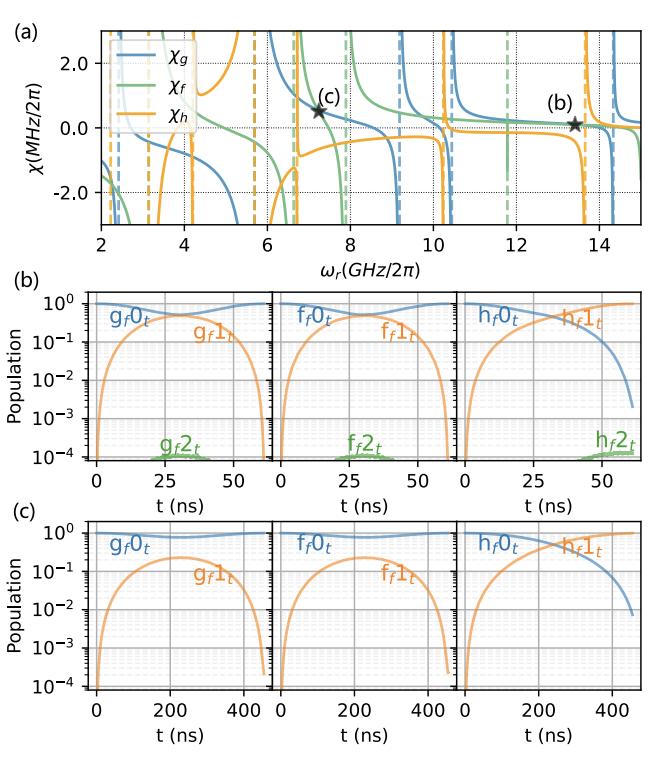 (a)
χ(MHz/2π)
2.0
0.0
-2.0
χg
χf
χh
(c)
(b)
2 4 6 8 10 12 14
ωr(GHz/2π)
(b)
Population
10⁰
10⁻¹
10⁻²
10⁻³
10⁻⁴
gf0t
gf1t
gf2t
ff0t
ff1t
ff2t
hf0t
hf1t
hf2t
0 25 50 0 25 50 0 25 50
t (ns) t (ns) t (ns)
(c)
Population
10⁰
10⁻¹
10⁻²
10⁻³
10⁻⁴
gf0t
gf1t
ff0t
ff1t
hf0t
hf1t
0 200 400 0 200 400 0 200 400
t (ns) t (ns) t (ns)